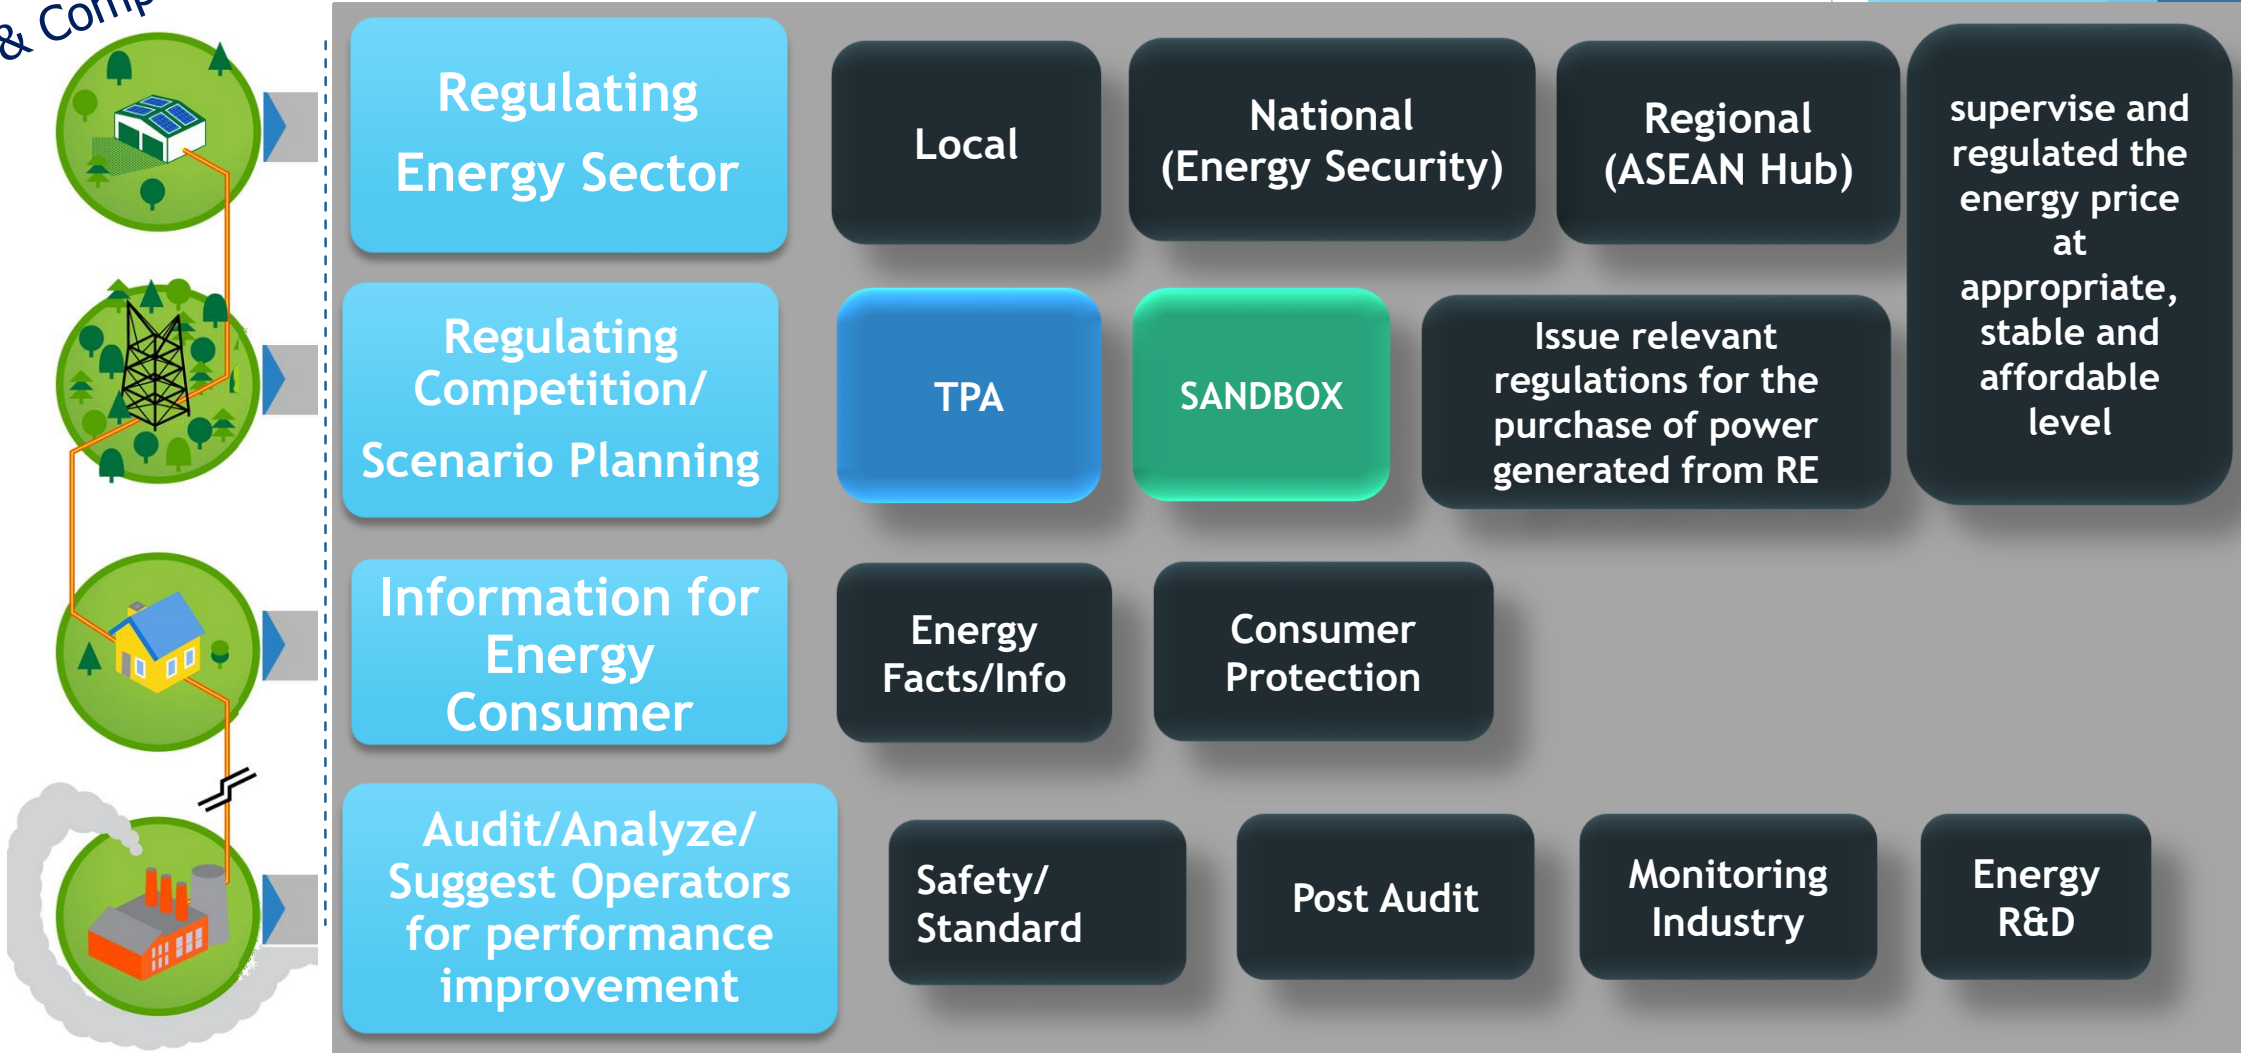 &
Regulating
Energy Sector
Local
National
(Energy Security)
Regional
(ASEAN Hub)
supervise and
regulated the
energy price
at
appropriate,
stable and
affordable
level
Regulating
Competition/
Scenario Planning
TPA
SANDBOX
Issue relevant
regulations for the
purchase of power
generated from RE
Information for
Energy
Consumer
Energy
Facts/Info
Consumer
Protection
Audit/Analyze/
Suggest Operators
for performance
improvement
Safety/
Standard
Post Audit
Monitoring
Industry
Energy
R&D